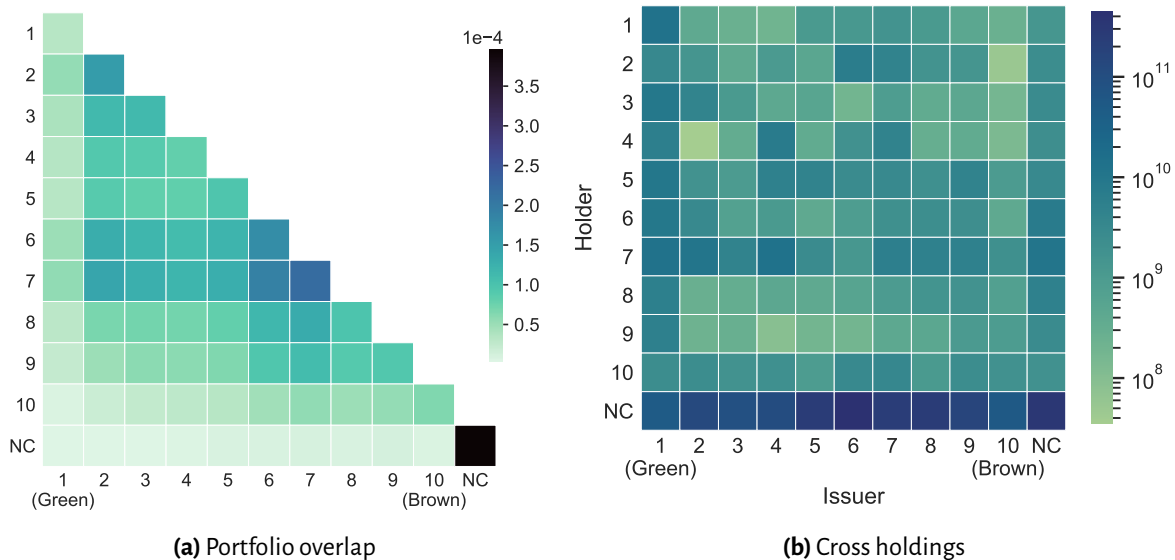 1
2
3
4
5
6
7
8
9
10
NC
1 2 3 4 5 6 7 8 9 10 NC
(Green) (Brown)
1e−4
3.5
3.0
2.5
2.0
1.5
1.0
0.5
(a) Portfolio overlap
Holder
1
2
3
4
5
6
7
8
9
10
NC
1 2 3 4 5 6 7 8 9 10 NC
(Green) (Brown)
Issuer
10¹¹
10¹⁰
10⁹
10⁸
(b) Cross holdings